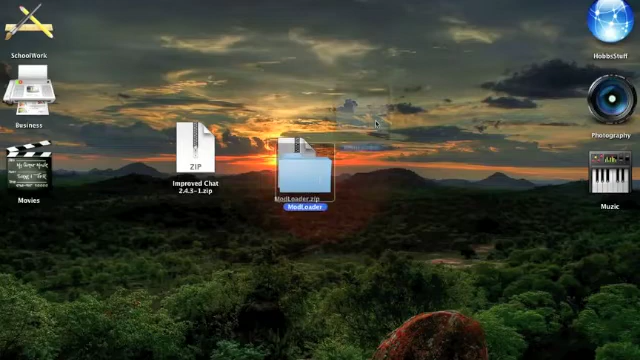 SchoolWork
HobbsStuff
Business
ZIP
Improved Chat
2.4.3-1.zip
ModLoader.zip
ModLoader
Photography
Movies
Muzic